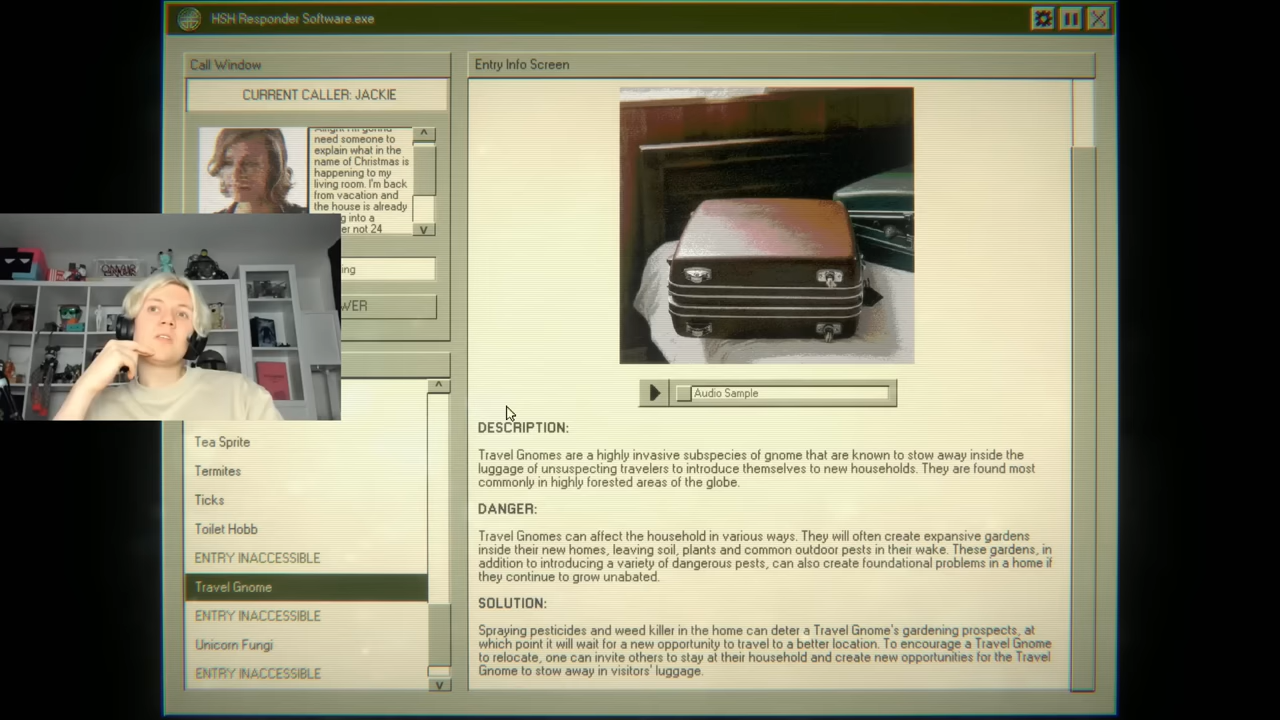 HSH Responder Software.exe
Call Window
CURRENT CALLER: JACKIE
need someone to
explain what in the
name of Christmas is
happening to my
living room. I'm back
from vacation and
the house is already
into a
not 24
Tea Sprite
Termites
Ticks
Toilet Hobb
ENTRY INACCESSIBLE
Travel Gnome
ENTRY INACCESSIBLE
Unicorn Fungi
ENTRY INACCESSIBLE
Entry Info Screen
Audio Sample
DESCRIPTION:
Travel Gnomes are a highly invasive subspecies of gnome that are known to stow away inside the
luggage of unsuspecting travelers to introduce themselves to new households. They are found most
commonly in highly forested areas of the globe.
DANGER:
Travel Gnomes can affect the household in various ways. They will often create expansive gardens
inside their new homes, leaving soil, plants and common outdoor pests in their wake. These gardens, in
addition to introducing a variety of dangerous pests, can also create foundational problems in a home if
they continue to grow unabated.
SOLUTION:
Spraying pesticides and weed killer in the home can deter a Travel Gnome's gardening prospects, at
which point it will wait for a new opportunity to travel to a better location. To encourage a Travel Gnome
to relocate, one can invite others to stay at their household and create new opportunities for the Travel
Gnome to stow away in visitors' luggage.